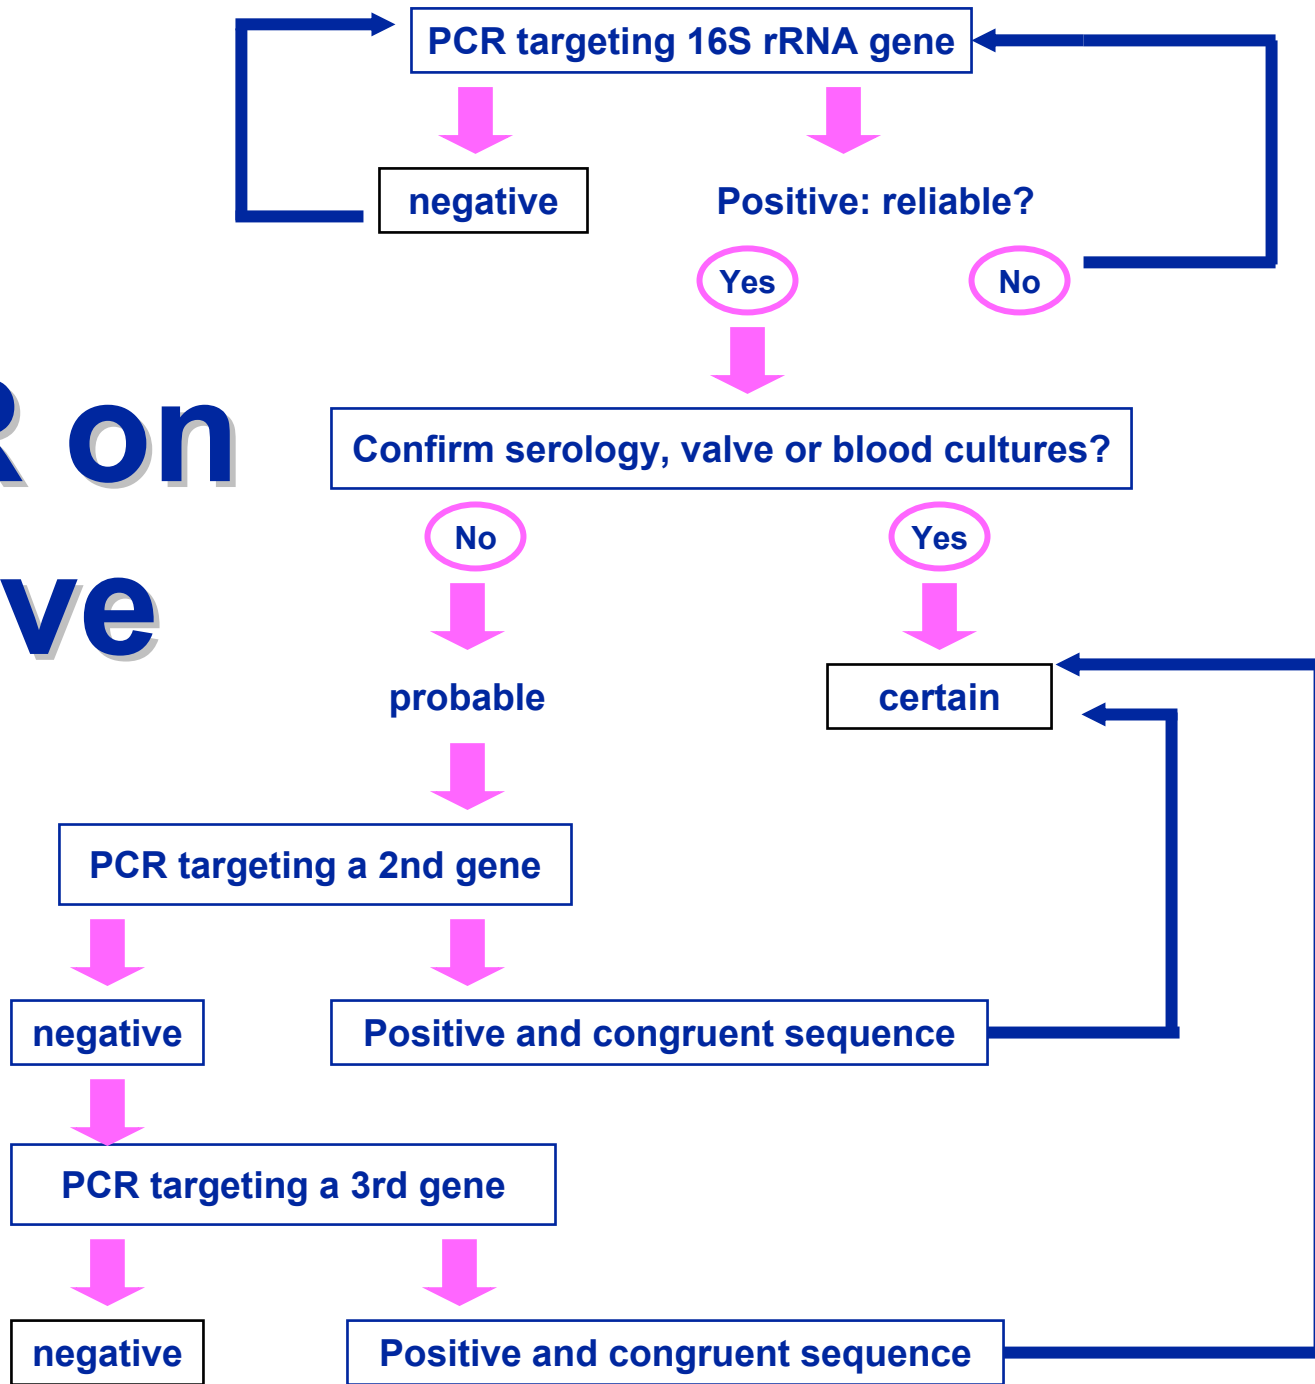 PCR targeting 16S rRNA gene
negative
Positive: reliable?
Yes
No
R on
ve
Confirm serology, valve or blood cultures?
No
Yes
probable
certain
PCR targeting a 2nd gene
negative
Positive and congruent sequence
PCR targeting a 3rd gene
negative
Positive and congruent sequence